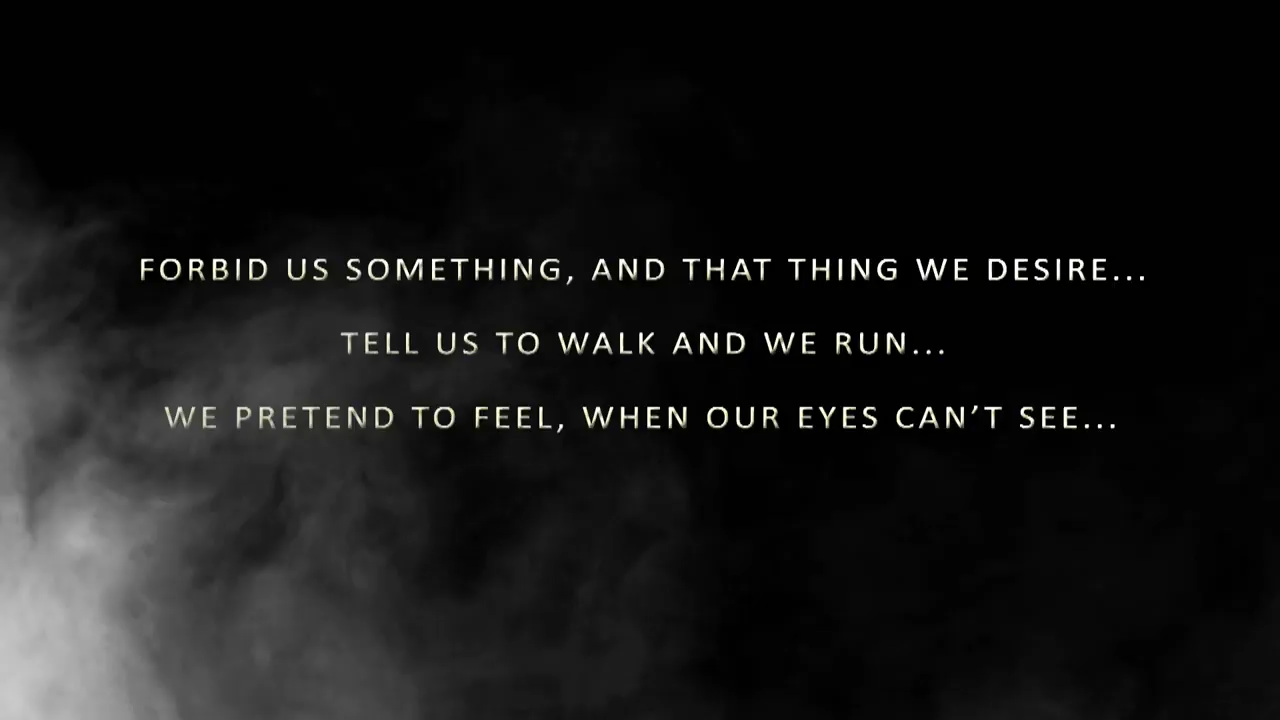 FORBID US SOMETHING, AND THAT THING WE DESIRE...
TELL US TO WALK AND WE RUN...
WE PRETEND TO FEEL, WHEN OUR EYES CAN’T SEE...